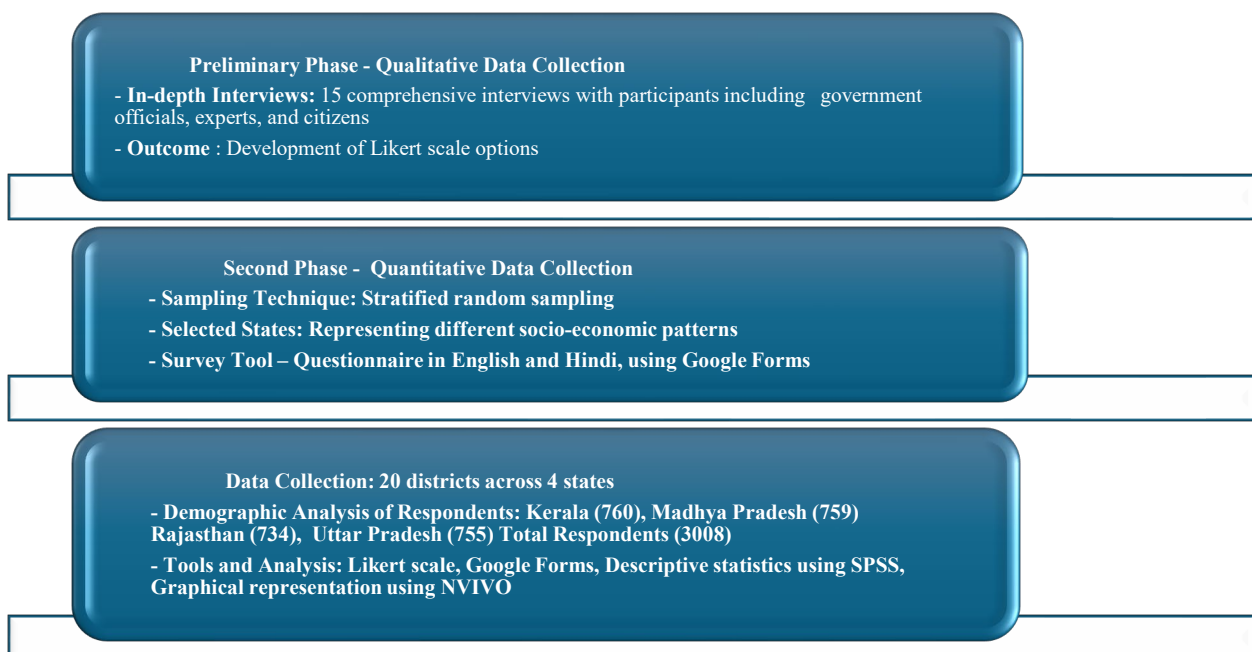 Preliminary Phase - Qualitative Data Collection
- In-depth Interviews: 15 comprehensive interviews with participants including government
officials, experts, and citizens
- Outcome : Development of Likert scale options
Second Phase - Quantitative Data Collection
- Sampling Technique: Stratified random sampling
- Selected States: Representing different socio-economic patterns
- Survey Tool – Questionnaire in English and Hindi, using Google Forms
Data Collection: 20 districts across 4 states
- Demographic Analysis of Respondents: Kerala (760), Madhya Pradesh (759)
Rajasthan (734), Uttar Pradesh (755) Total Respondents (3008)
- Tools and Analysis: Likert scale, Google Forms, Descriptive statistics using SPSS,
Graphical representation using NVIVO